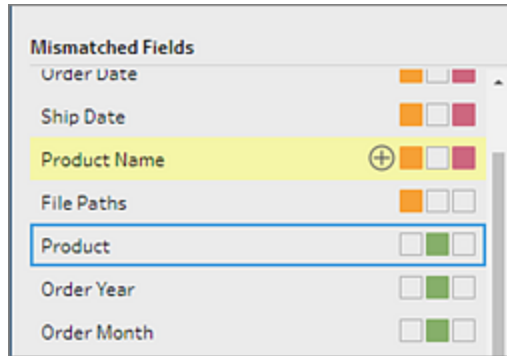 Mismatched Fields
Order Date
Ship Date
Product Name
File Paths
Product
Order Year
Order Month